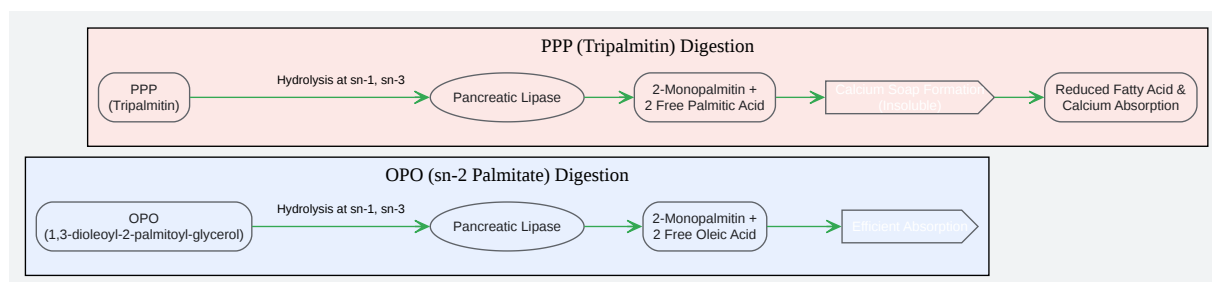 PPP (Tripalmitin) Digestion
PPP
(Tripalmitin)
Hydrolysis at sn-1, sn-3
Pancreatic Lipase
2-Monopalmitin +
2 Free Palmitic Acid
Calcium Soap Formation
(Insoluble)
Reduced Fatty Acid &
Calcium Absorption
OPO (sn-2 Palmitate) Digestion
OPO
(1,3-dioleoyl-2-palmitoyl-glycerol)
Hydrolysis at sn-1, sn-3
Pancreatic Lipase
2-Monopalmitin +
2 Free Oleic Acid
Efficient Absorption